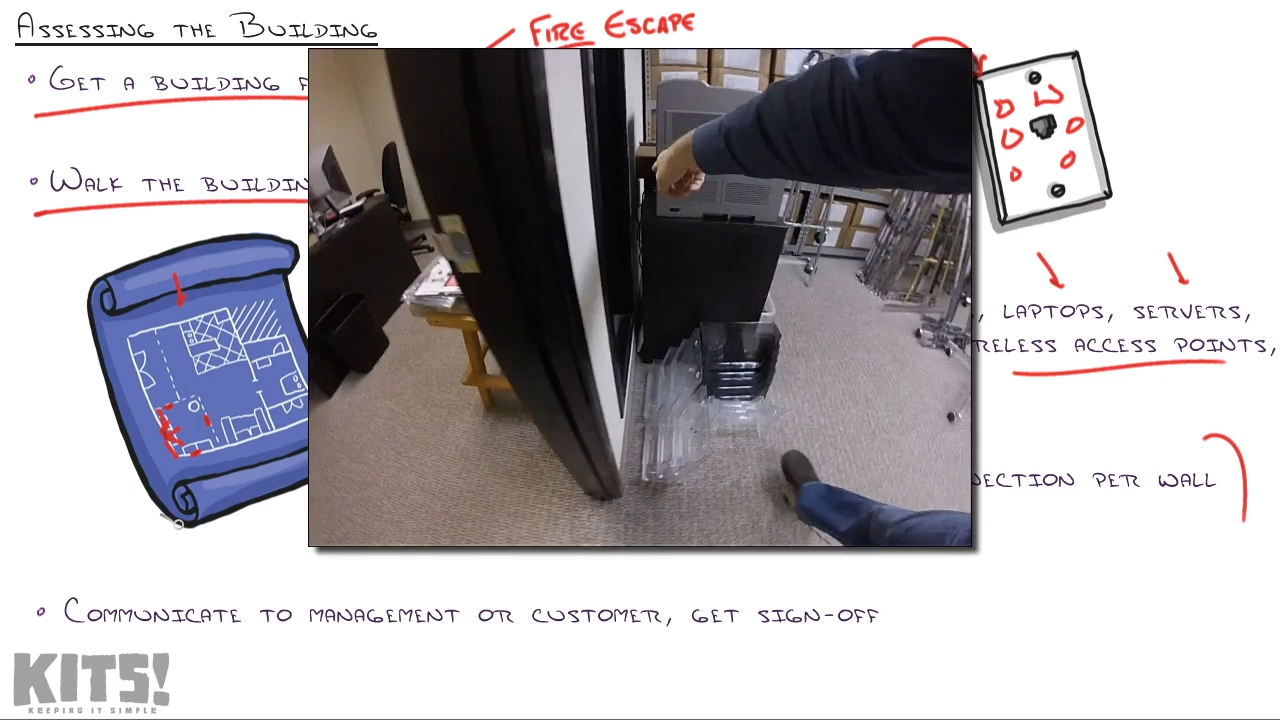 Assessing the Building
Fire Escape
• Get a building
• Walk the buildin
, laptops, servers,
reless access points,
ection per wall
• Communicate to management or customer, get sign-off
KITS!
KEEPING IT SIMPLE